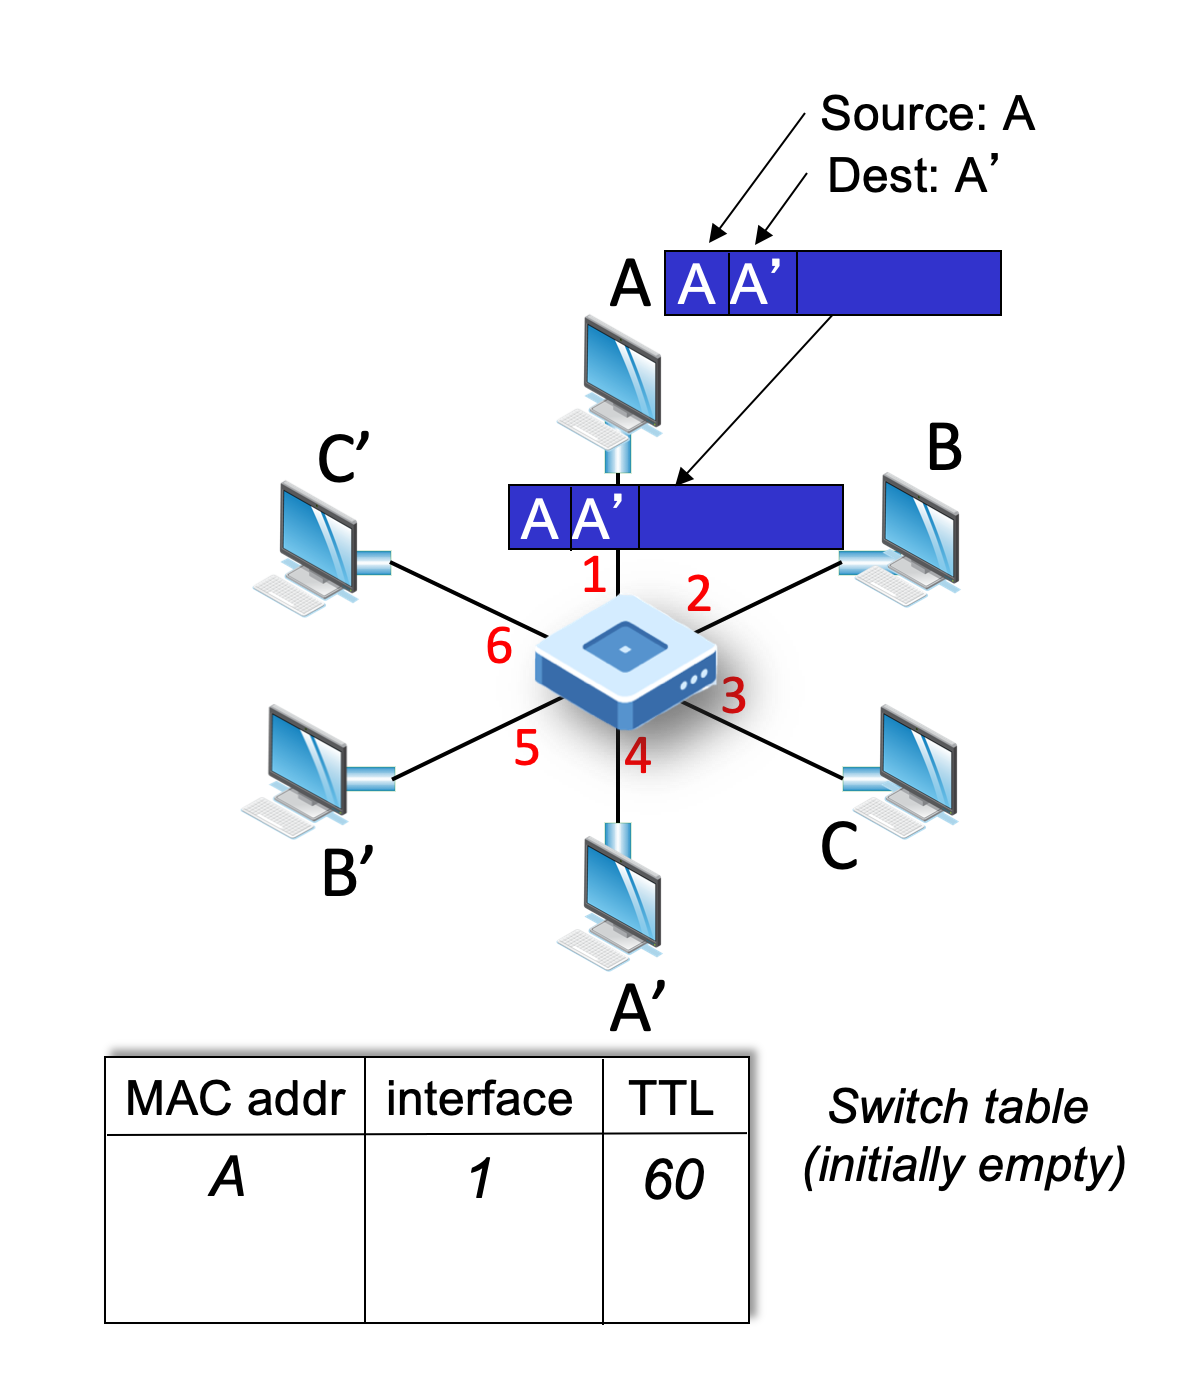 Source: A
Dest: A’
A
A A’
C’
B
A A’
1
2
6
3
5
4
B’
C
A’
MAC addr interface TTL
A 1 60
Switch table
(initially empty)